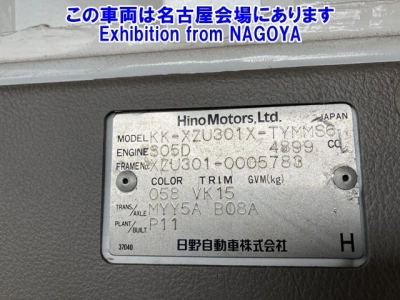 この車両は名古屋会場にあります
Exhibition from NAGOYA
Hino Motors, Ltd. JAPAN
MODEL KK-XZU301X-TYMMS6
ENGINE S05D 4899 CC
FRAME No. XZU301-0005783
COLOR TRIM GVM(kg)
058 VK15
TRANS/AXLE MYY5A B08A
PLANT/BUILT P11
37040 日野自動車株式会社 H